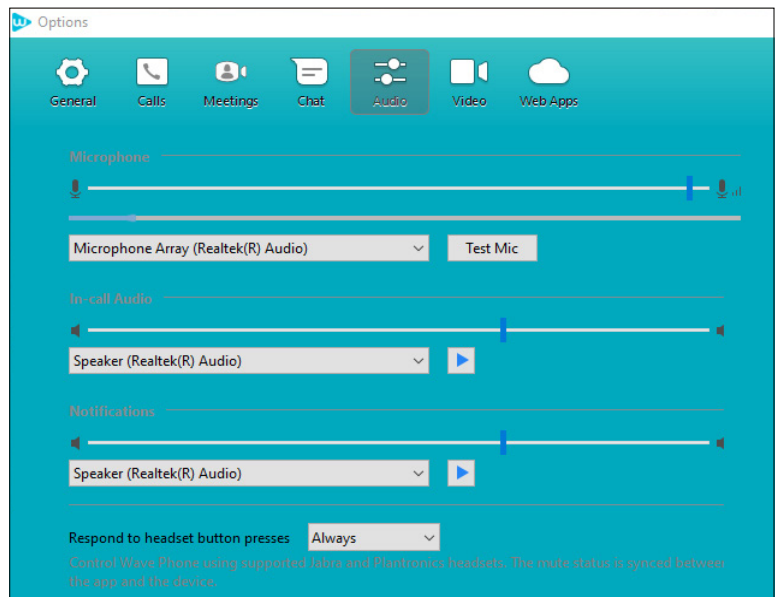 Options
General Calls Meetings Chat Audio Video Web Apps
Microphone
Microphone Array (Realtek(R) Audio) Test Mic
In-call Audio
Speaker (Realtek(R) Audio)
Notifications
Speaker (Realtek(R) Audio)
Respond to headset button presses Always
Control Wave Phone using supported Jabra and Plantronics headsets. The mute status is synced between
the app and the device.